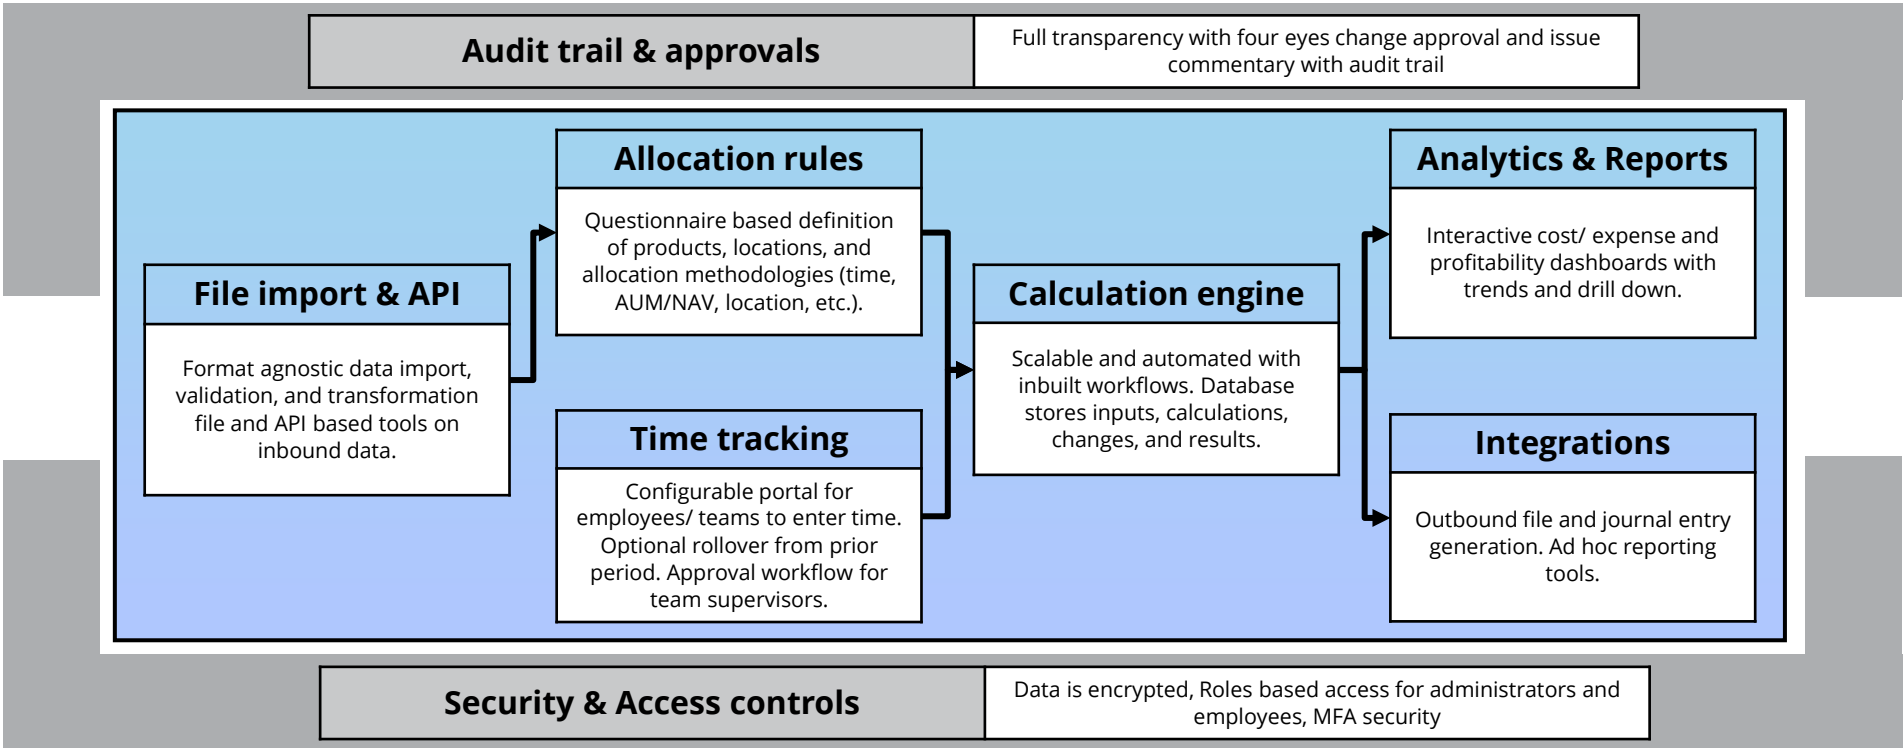 Audit trail & approvals
Full transparency with four eyes change approval and issue
commentary with audit trail
File import & API
Format agnostic data import,
validation, and transformation
file and API based tools on
inbound data.
Allocation rules
Questionnaire based definition
of products, locations, and
allocation methodologies (time,
AUM/NAV, location, etc.).
Time tracking
Configurable portal for
employees/ teams to enter time.
Optional rollover from prior
period. Approval workflow for
team supervisors.
Calculation engine
Scalable and automated with
inbuilt workflows. Database
stores inputs, calculations,
changes, and results.
Analytics & Reports
Interactive cost/ expense and
profitability dashboards with
trends and drill down.
Integrations
Outbound file and journal entry
generation. Ad hoc reporting
tools.
Security & Access controls
Data is encrypted, Roles based access for administrators and
employees, MFA security